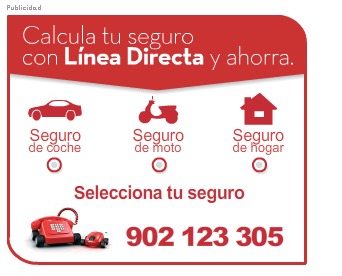 Publicidad
Calcula tu seguro
con Línea Directa y ahorra.
Seguro
de coche
Seguro
de moto
Seguro
de hogar
Selecciona tu seguro
902 123 305